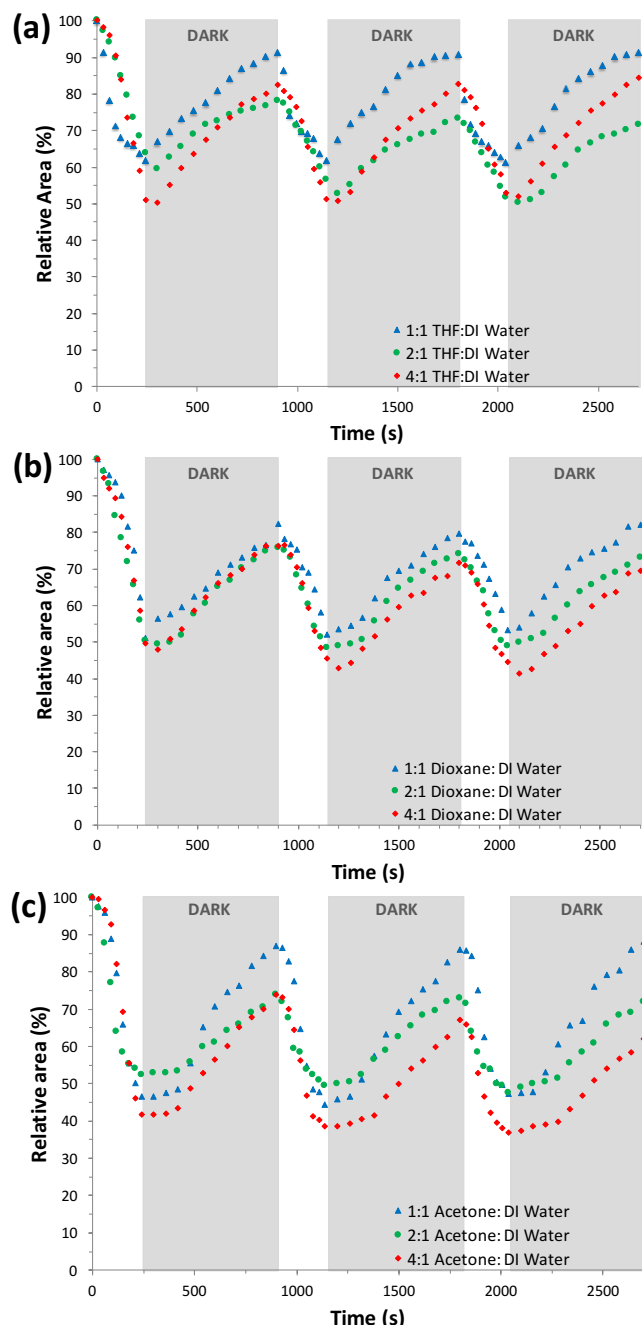 (a)
DARK DARK DARK
Relative Area (%)
100
90
80
70
60
50
40
30
20
10
0
1:1 THF:DI Water
2:1 THF:DI Water
4:1 THF:DI Water
0 500 1000 1500 2000 2500
Time (s)
(b)
DARK DARK DARK
Relative area (%)
100
90
80
70
60
50
40
30
20
10
0
1:1 Dioxane: DI Water
2:1 Dioxane: DI Water
4:1 Dioxane: DI Water
0 500 1000 1500 2000 2500
Time (s)
(c)
DARK DARK DARK
Relative area (%)
100
90
80
70
60
50
40
30
20
10
0
1:1 Acetone: DI Water
2:1 Acetone: DI Water
4:1 Acetone: DI Water
0 500 1000 1500 2000 2500
Time (s)